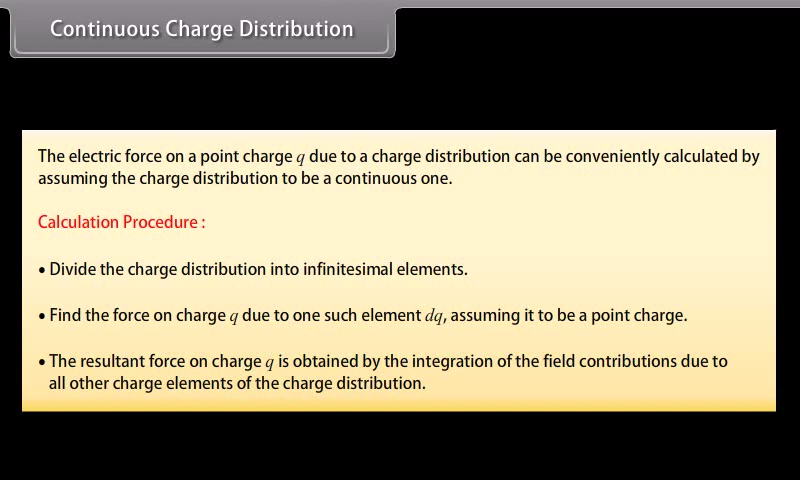 Continuous Charge Distribution
The electric force on a point charge q due to a charge distribution can be conveniently calculated by
assuming the charge distribution to be a continuous one.
Calculation Procedure :
• Divide the charge distribution into infinitesimal elements.
• Find the force on charge q due to one such element dq, assuming it to be a point charge.
• The resultant force on charge q is obtained by the integration of the field contributions due to
all other charge elements of the charge distribution.